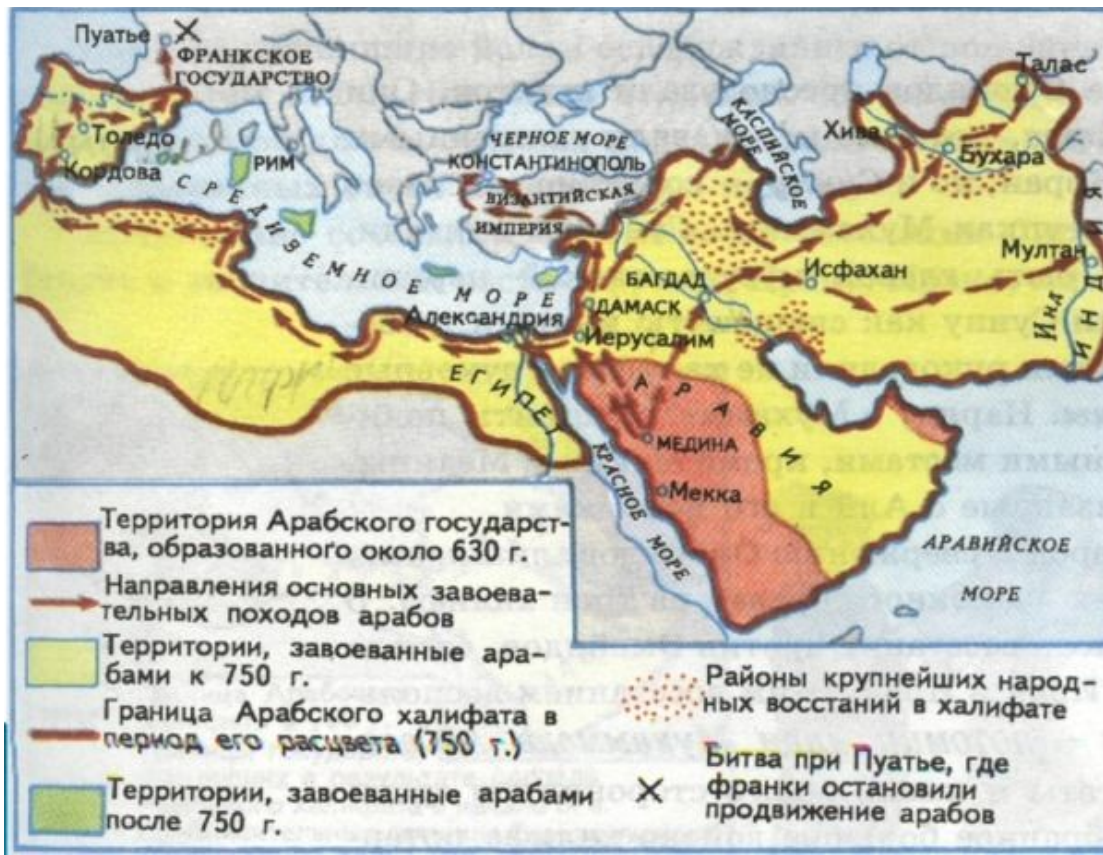 Пуатье
ФРАНКСКОЕ
ГОСУДАРСТВО
Толедо
Кордова
РИМ
СРЕДИЗЕМНОЕ МОРЕ
ЧЕРНОЕ МОРЕ
КОНСТАНТИНОПОЛЬ
ВИЗАНТИЙСКАЯ
ИМПЕРИЯ
КАСПИЙСКОЕ
МОРЕ
Талас
Хива
Бухара
Мултан
Исфахан
БАГДАД
ДАМАСК
Александрия
Иерусалим
ЕГИПЕТ
АРАВИЯ
МЕДИНА
Мекка
КРАСНОЕ
МОРЕ
АРАВИЙСКОЕ
МОРЕ
Территория Арабского государст-
ва, образованного около 630 г.
Направления основных завоева-
тельных походов арабов
Территории, завоеванные ара-
бами к 750 г.
Граница Арабского халифата в
период его расцвета (750 г.)
Территории, завоеванные арабами
после 750 г.
Районы крупнейших народ-
ных восстаний в халифате
Битва при Пуатье, где
франки остановили
продвижение арабов